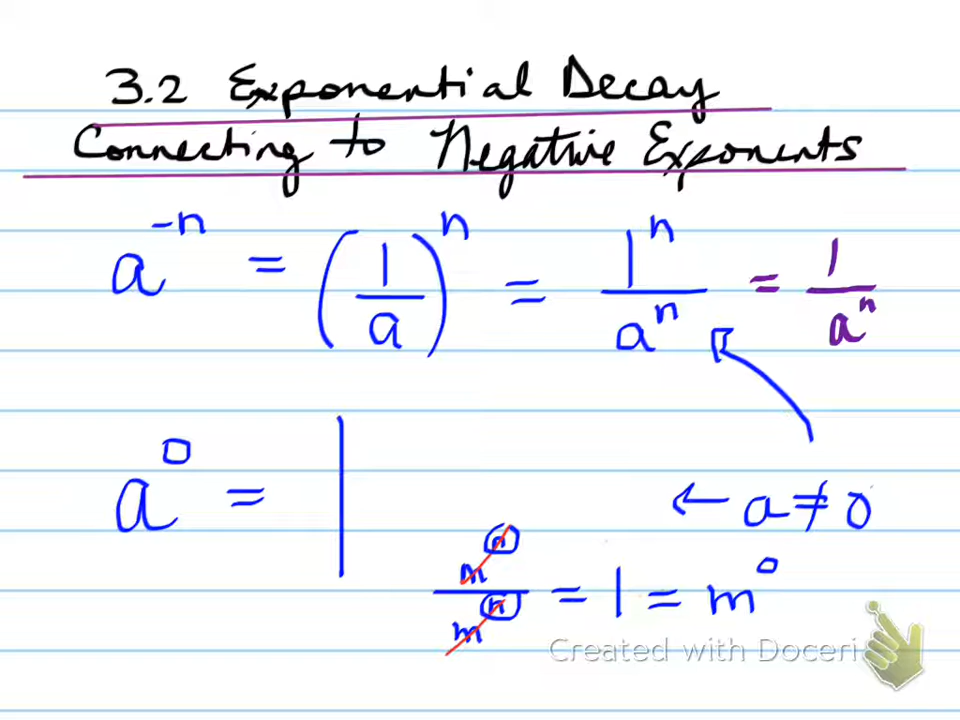 3.2 Exponential Decay
Connecting to Negative Exponents
a^{-n} = (1/a)^n = 1^n/a^n = 1/a^n
a^0 = 1
← a ≠ 0
m^n/m^n = 1 = m^0
Created with Doceri